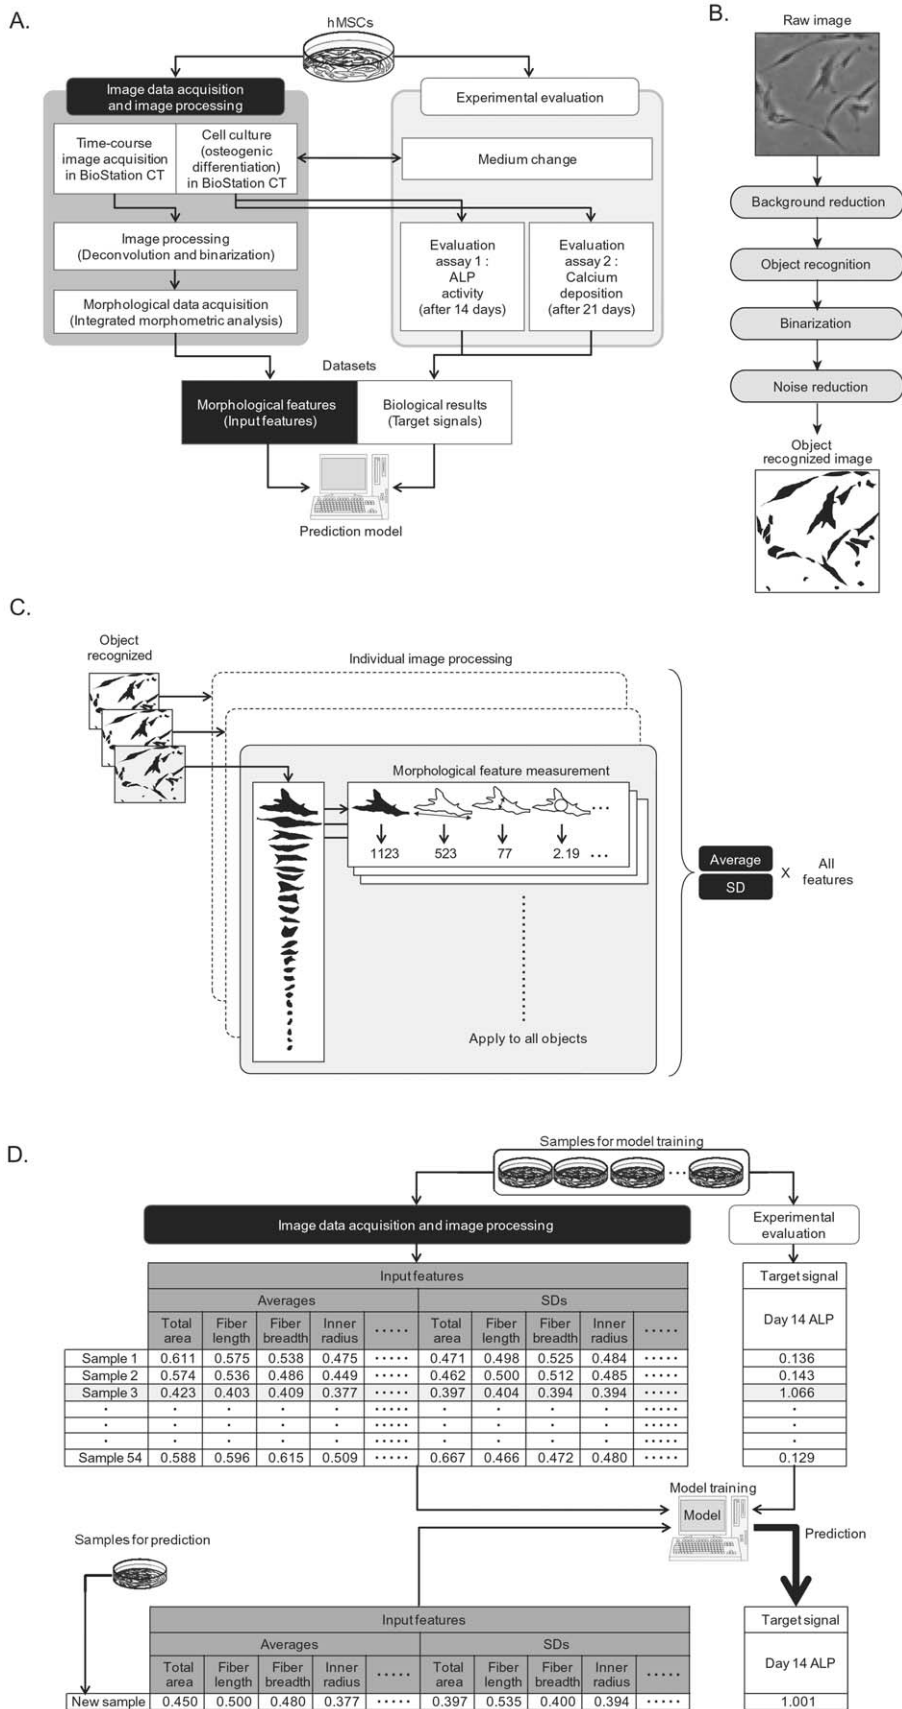 A.
hMSCs
Image data acquisition
and image processing
Experimental evaluation
Time-course
image acquisition
in BioStation CT
Cell culture
(osteogenic
differentiation)
in BioStation CT
Medium change
Image processing
(Deconvolution and binarization)
Evaluation
assay 1 :
ALP
activity
(after 14 days)
Evaluation
assay 2 :
Calcium
deposition
(after 21 days)
Morphological data acquisition
(Integrated morphometric analysis)
Datasets
Morphological features
(Input features)
Biological results
(Target signals)
Prediction model
B.
Raw image
Background reduction
Object recognition
Binarization
Noise reduction
Object
recognized image
C.
Object
recognized
Individual image processing
Morphological feature measurement
1123 523 77 2.19 ...
Apply to all objects
Average
SD
X
All
features
D.
Samples for model training
Image data acquisition and image processing
Experimental
evaluation
Input features
Target signal
Averages SDs
Day 14 ALP
Total area Fiber length Fiber breadth Inner radius ····· Total area Fiber length Fiber breadth Inner radius ·····
Sample 1 0.611 0.575 0.538 0.475 ····· 0.471 0.498 0.525 0.484 ····· 0.136
Sample 2 0.574 0.536 0.486 0.449 ····· 0.462 0.500 0.512 0.485 ····· 0.143
Sample 3 0.423 0.403 0.409 0.377 ····· 0.397 0.404 0.394 0.394 ····· 1.066
Sample 54 0.588 0.596 0.615 0.509 ····· 0.667 0.466 0.472 0.480 ····· 0.129
Model training
Model
Samples for prediction
Prediction
Input features
Target signal
Averages SDs
Day 14 ALP
Total area Fiber length Fiber breadth Inner radius ····· Total area Fiber length Fiber breadth Inner radius ·····
New sample 0.450 0.500 0.480 0.377 ····· 0.397 0.535 0.400 0.394 ····· 1.001